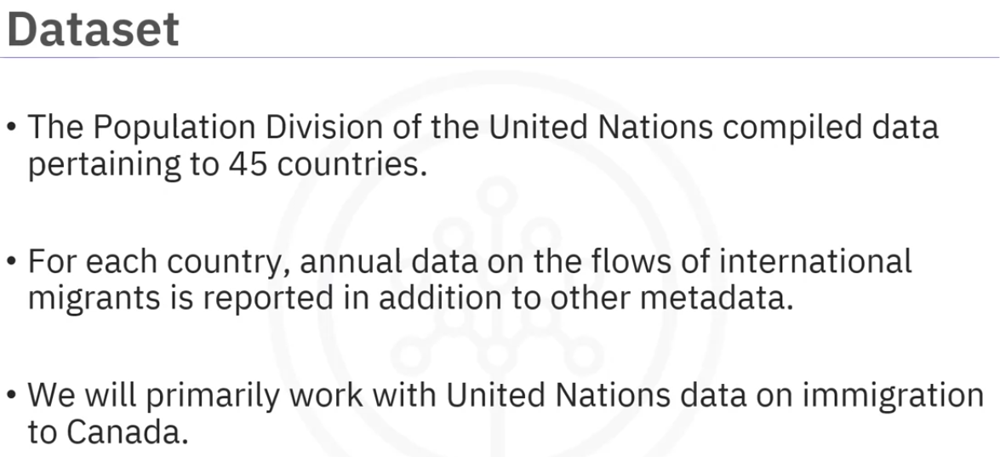 Dataset
• The Population Division of the United Nations compiled data
pertaining to 45 countries.
• For each country, annual data on the flows of international
migrants is reported in addition to other metadata.
• We will primarily work with United Nations data on immigration
to Canada.